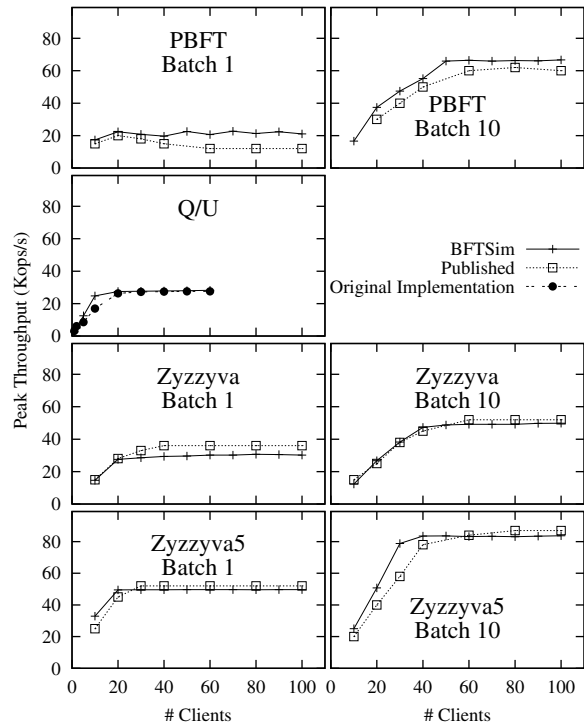 Peak Throughput (Kops/s)
PBFT
Batch 1
80
60
40
20
0
PBFT
Batch 10
80
60
40
20
0
Q/U
80
60
40
20
0
BFTSim
Published
Original Implementation
Zyzzyva
Batch 1
80
60
40
20
0
Zyzzyva
Batch 10
Zyzzyva5
Batch 1
80
60
40
20
0
0 20 40 60 80 100
# Clients
Zyzzyva5
Batch 10
0 20 40 60 80 100
# Clients